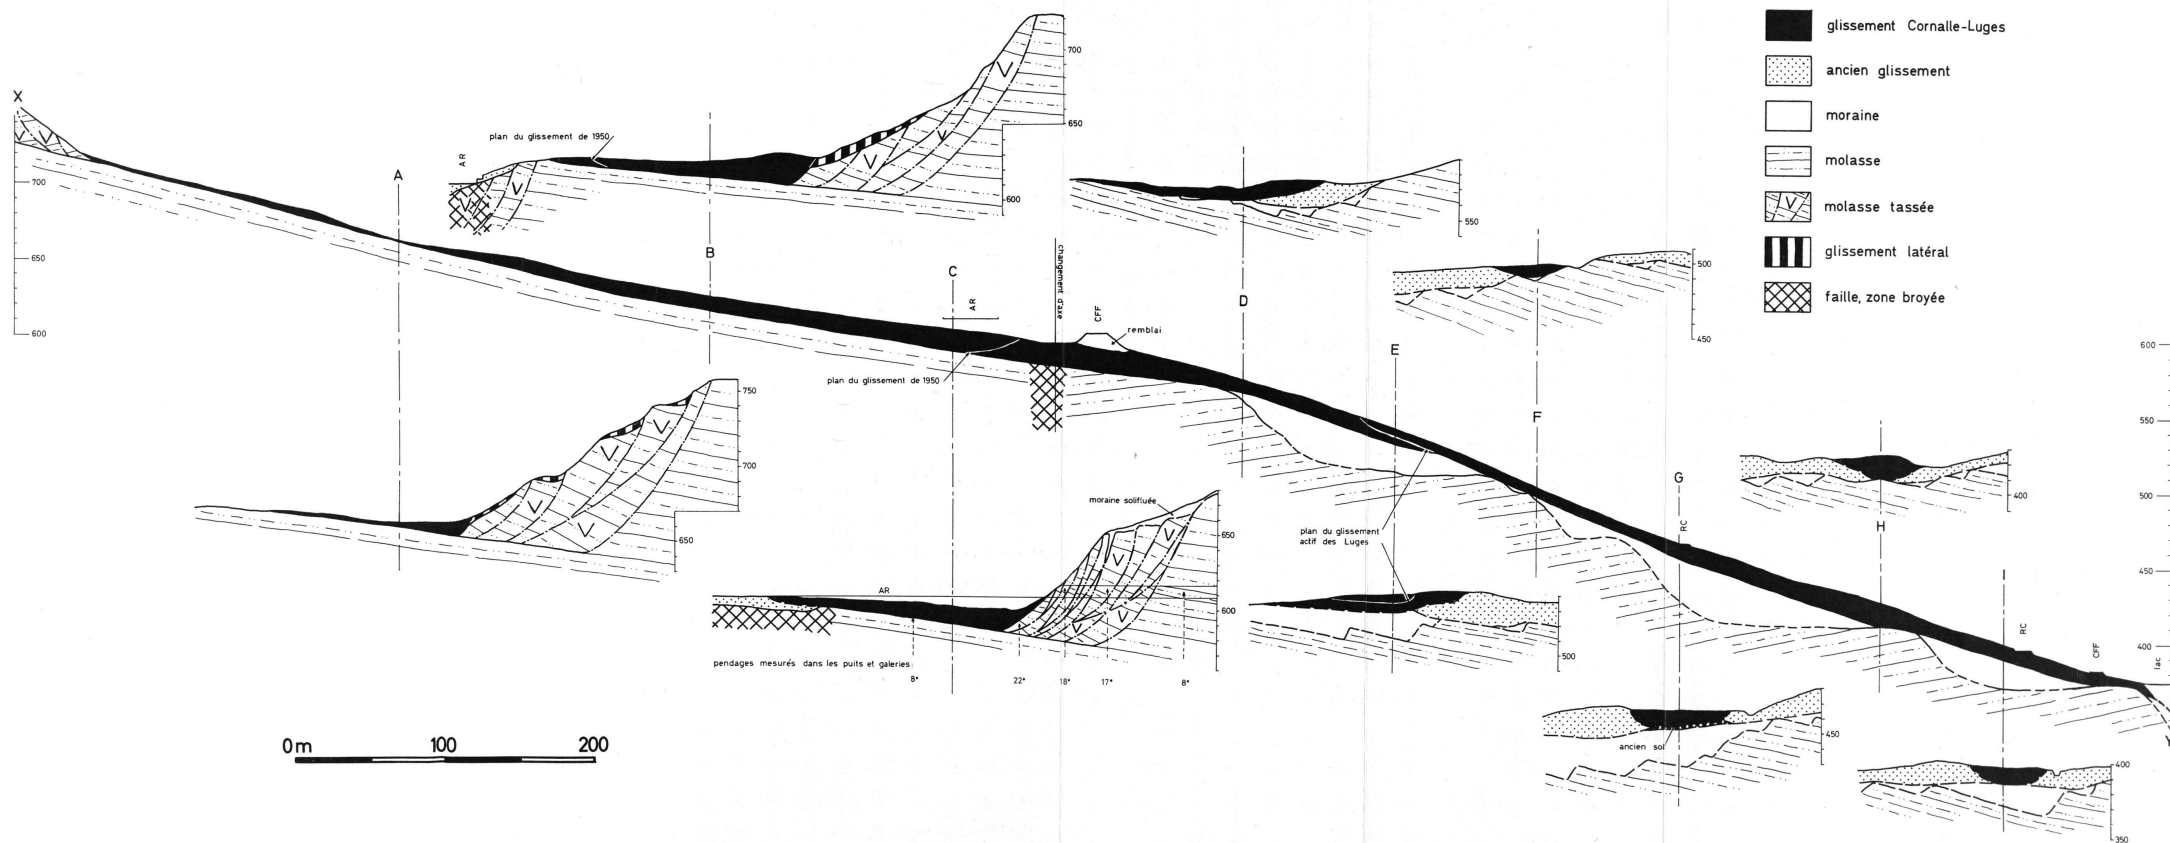 glissement Cornalle-Luges
ancien glissement
moraine
molasse
molasse tassée
V
glissement latéral
faille, zone broyée
X
V
V
700
650
600
A
plan du glissement de 1950
AR
V
V
V
V
V
700
650
600
B
C
AR
changement d'axe
CFF
remblai
plan du glissement de 1950
D
550
500
450
E
F
G
RC
H
400
600
550
500
450
400
RC
CFF
lac
Y
750
700
650
V
V
V
V
moraine solifluée
AR
V
V
V
V
650
600
pendages mesurés dans les puits et galeries:
8°
22°
18°
17°
8°
plan du glissement
actif des Luges
500
ancien sol
450
400
350
0m 100 200